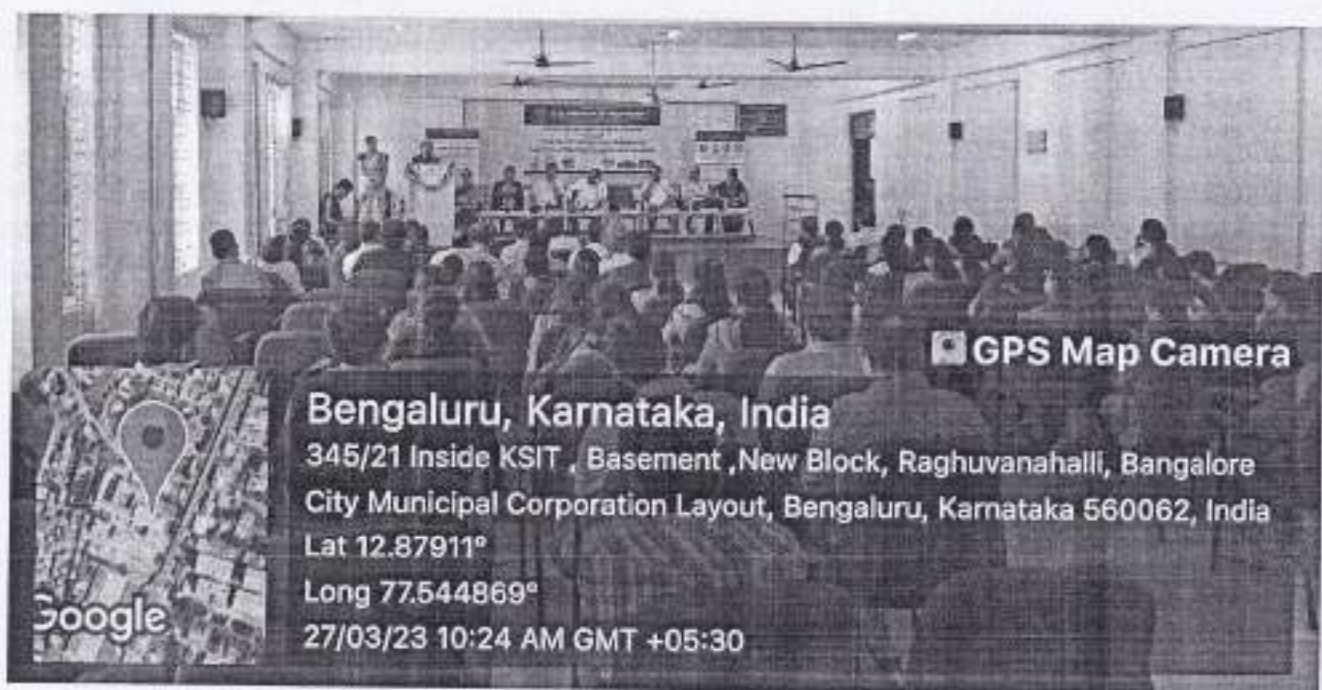 GPS Map Camera
Bengaluru, Karnataka, India
345/21 Inside KSIT , Basement ,New Block, Raghuvanahalli, Bangalore
City Municipal Corporation Layout, Bengaluru, Karnataka 560062, India
Lat 12.87911°
Long 77.544869°
27/03/23 10:24 AM GMT +05:30
Google